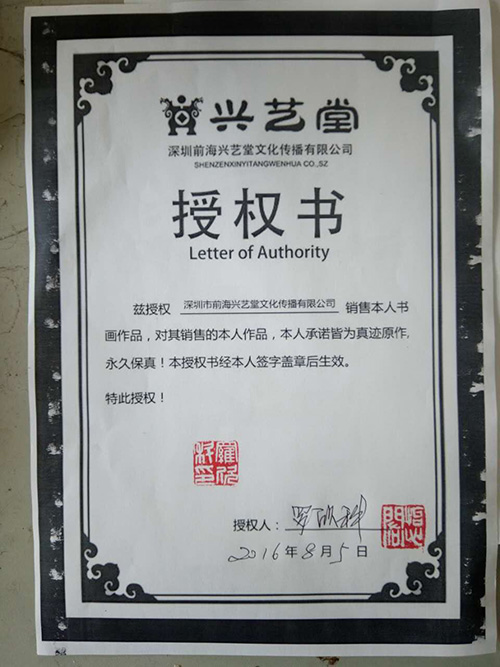 兴艺堂
深圳前海兴艺堂文化传播有限公司
SHENZENXINYITANGWENHUA CO.,SZ
授权书
Letter of Authority
兹授权 深圳市前海兴艺堂文化传播有限公司 销售本人书
画作品，对其销售的本人作品，本人承诺皆为真迹原作，
永久保真！本授权书经本人签字盖章后生效。
特此授权！
授权人：罗欣科
2016年8月5日